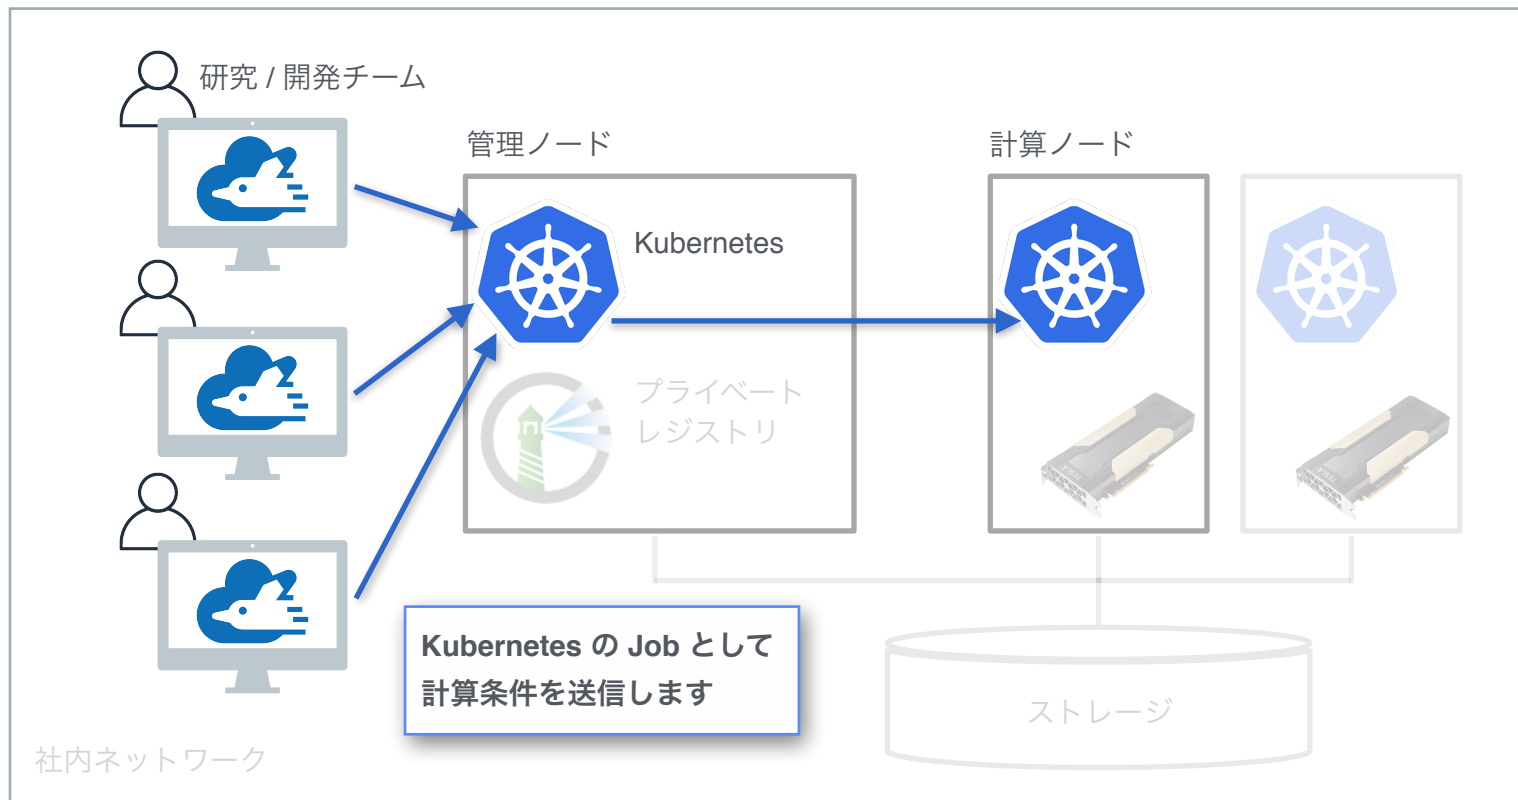 研究 / 開発チーム
管理ノード
計算ノード
Kubernetes
プライベート
レジストリ
Kubernetes の Job として
計算条件を送信します
ストレージ
社内ネットワーク